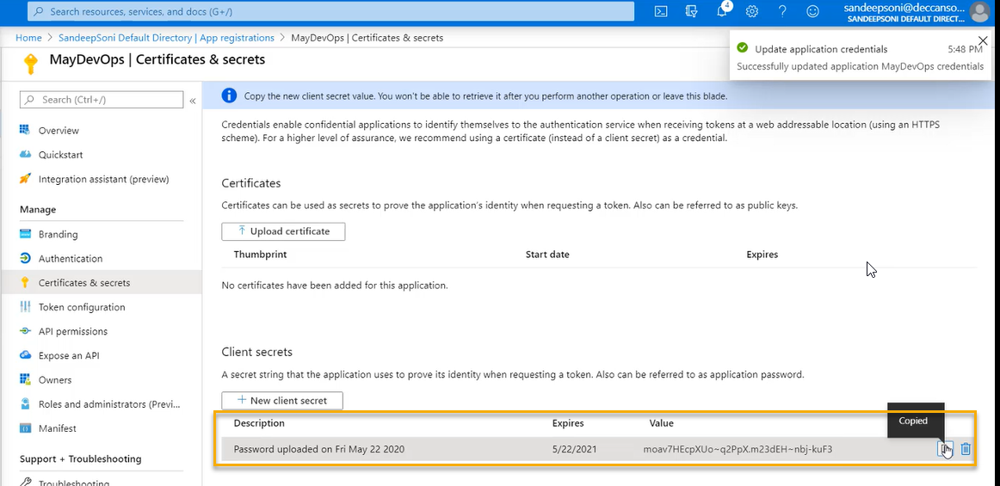 Search resources, services, and docs (G+/)
4
sandeepsoni@deccanso...
SANDEEPSONI DEFAULT DIRECT...
Home > SandeepSoni Default Directory | App registrations > MayDevOps | Certificates & secrets
MayDevOps | Certificates & secrets
Update application credentials 5:48 PM
Successfully updated application MayDevOps credentials
Search (Ctrl+/) «
Overview
Quickstart
Integration assistant (preview)
Manage
Branding
Authentication
Certificates & secrets
Token configuration
API permissions
Expose an API
Owners
Roles and administrators (Previ...
Manifest
Support + Troubleshooting
Troubleshooting
Copy the new client secret value. You won't be able to retrieve it after you perform another operation or leave this blade.
Credentials enable confidential applications to identify themselves to the authentication service when receiving tokens at a web addressable location (using an HTTPS
scheme). For a higher level of assurance, we recommend using a certificate (instead of a client secret) as a credential.
Certificates
Certificates can be used as secrets to prove the application's identity when requesting a token. Also can be referred to as public keys.
Upload certificate
Thumbprint Start date Expires
No certificates have been added for this application.
Client secrets
A secret string that the application uses to prove its identity when requesting a token. Also can be referred to as application password.
New client secret
Description Expires Value
Copied
Password uploaded on Fri May 22 2020 5/22/2021 moav7HEcpXUo~q2PpX.m23dEH~nbj-kuF3